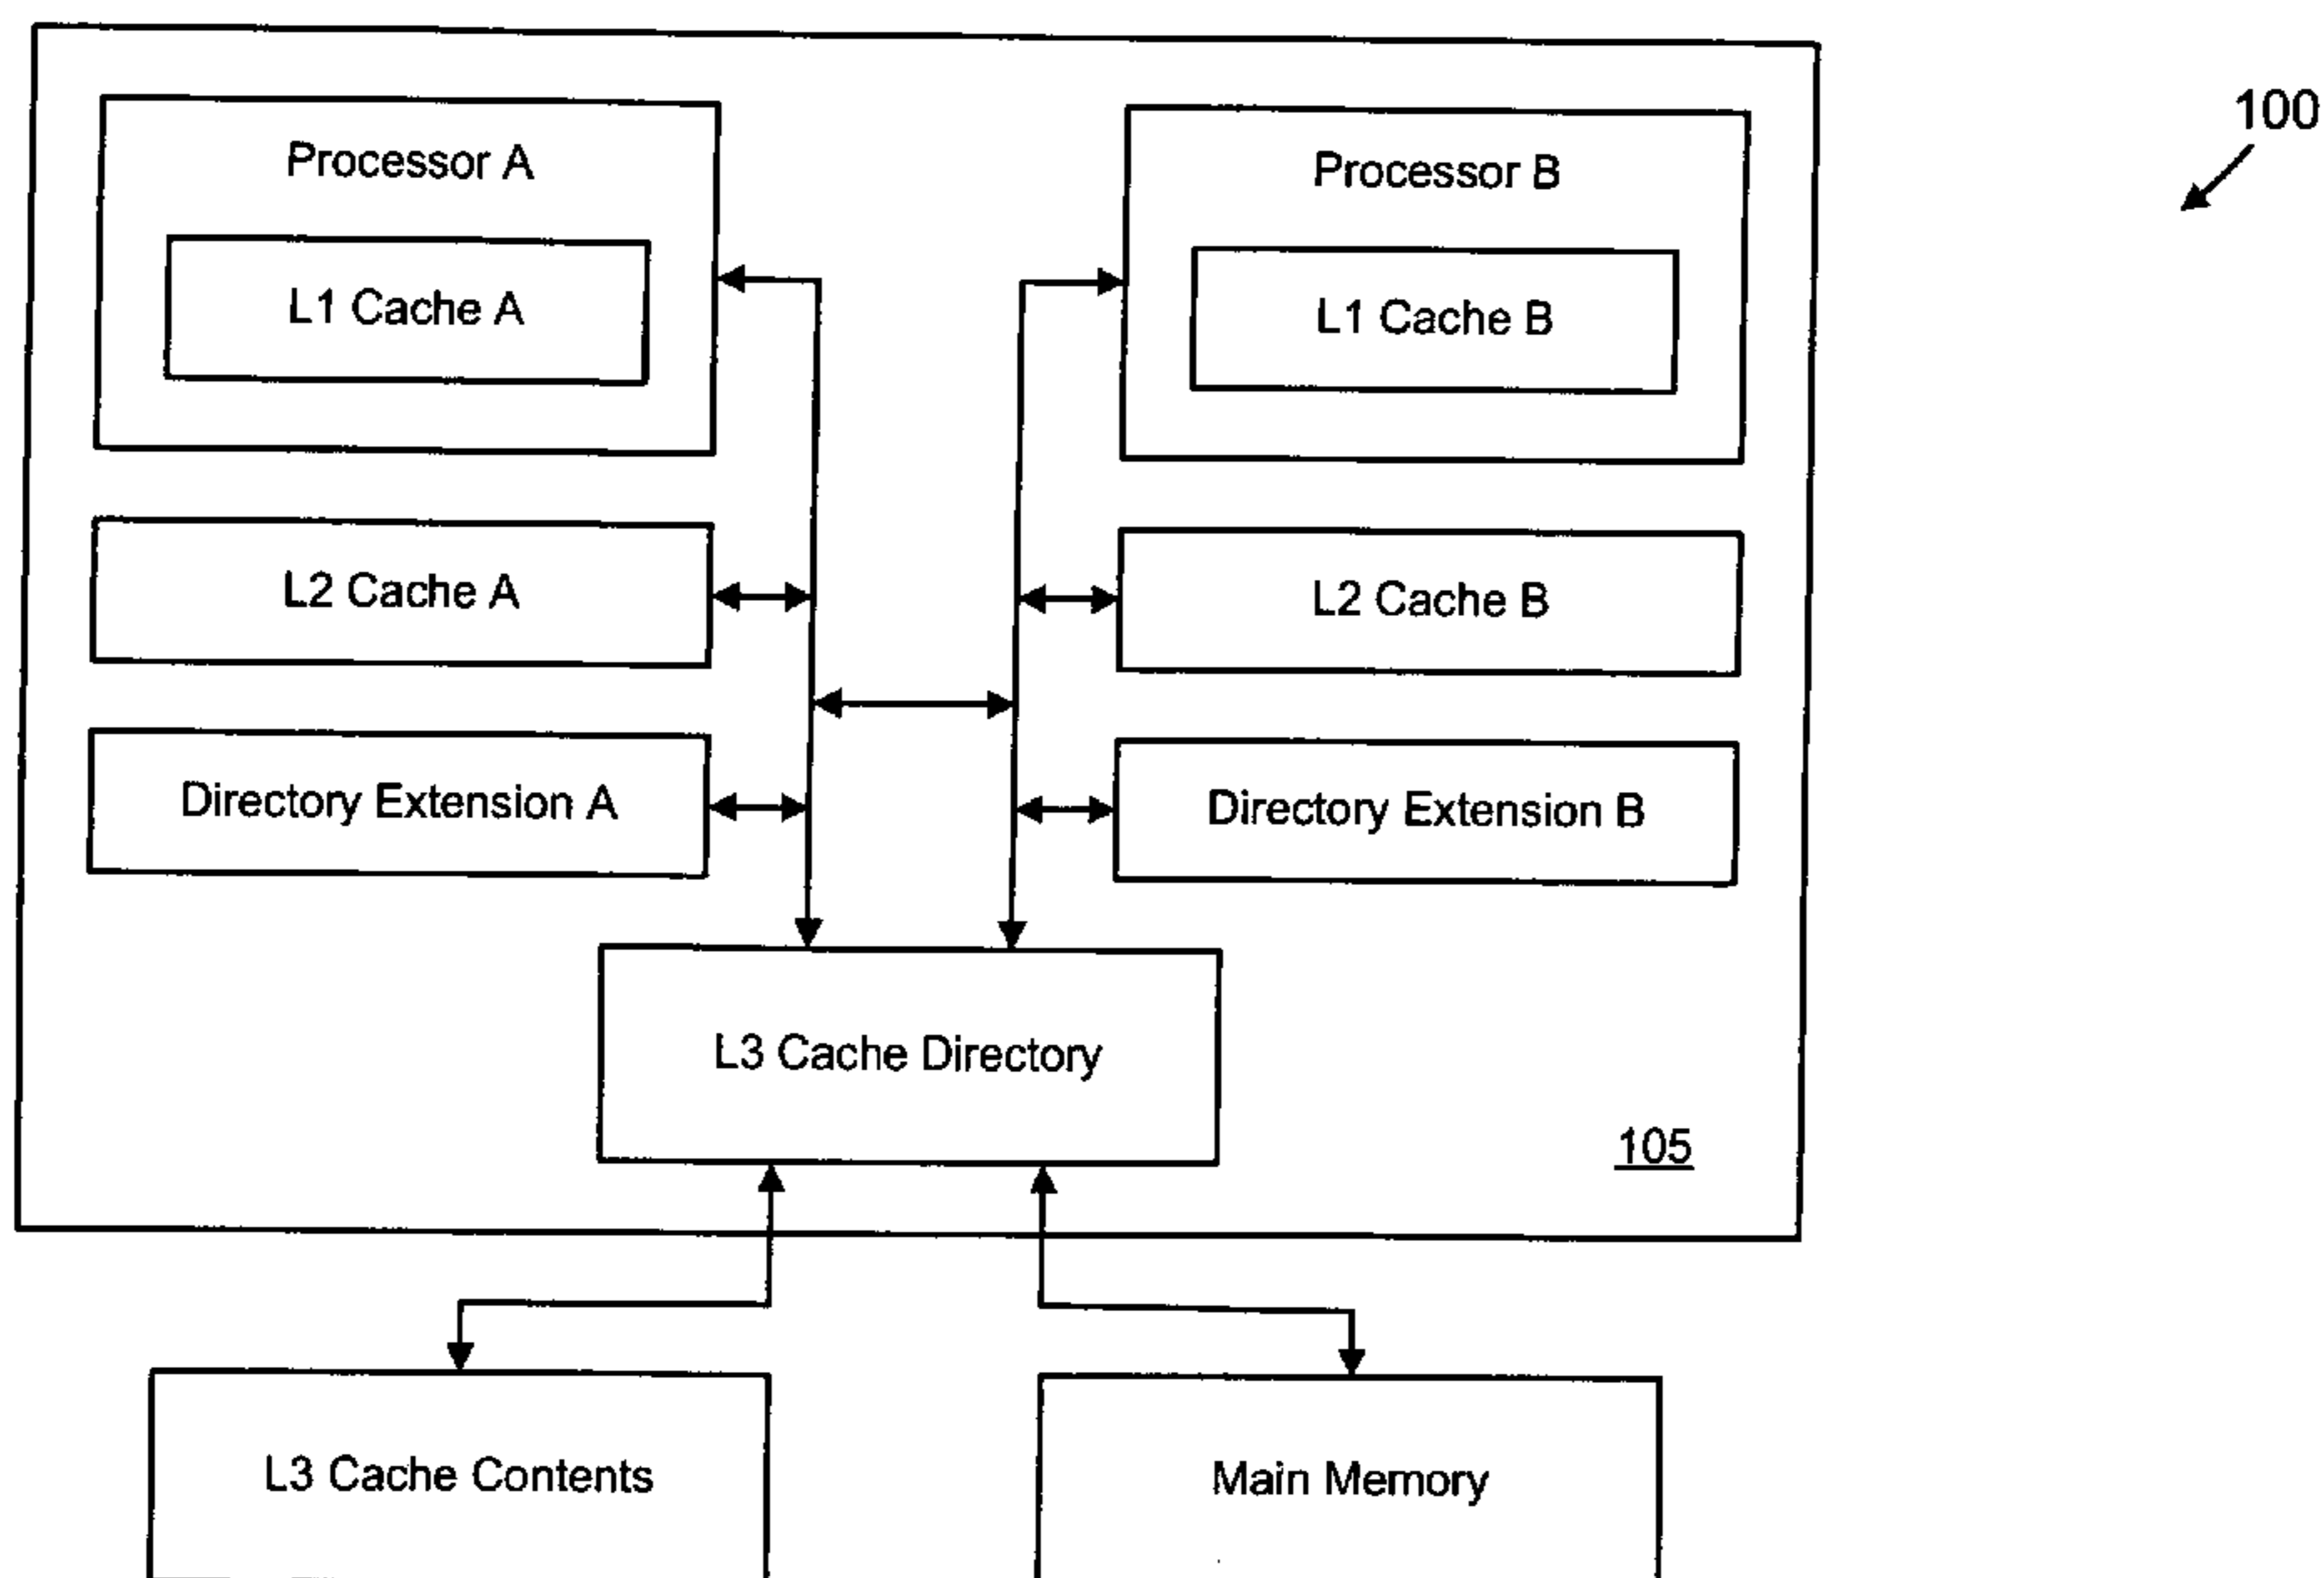 100
Processor A
Processor B
L1 Cache A
L1 Cache B
L2 Cache A
L2 Cache B
Directory Extension A
Directory Extension B
L3 Cache Directory
105
L3 Cache Contents
Main Memory